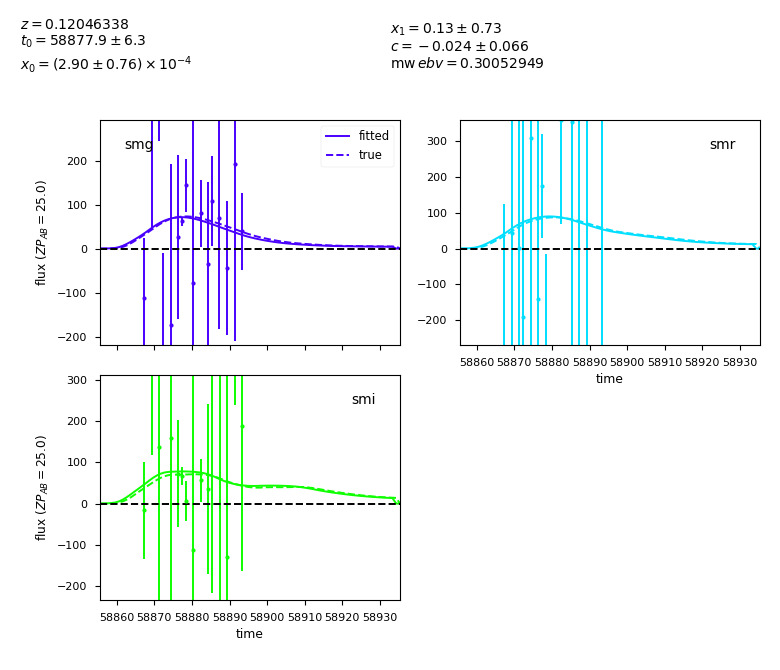 z = 0.12046338
t₀ = 58877.9 ± 6.3
x₀ = (2.90 ± 0.76) × 10⁻⁴
x₁ = 0.13 ± 0.73
c = −0.024 ± 0.066
mw ebv = 0.30052949
smg
fitted
true
200
100
0
−100
−200
flux (ZP_AB = 25.0)
smr
300
200
100
0
−100
−200
58860 58870 58880 58890 58900 58910 58920 58930
time
smi
300
200
100
0
−100
−200
flux (ZP_AB = 25.0)
58860 58870 58880 58890 58900 58910 58920 58930
time